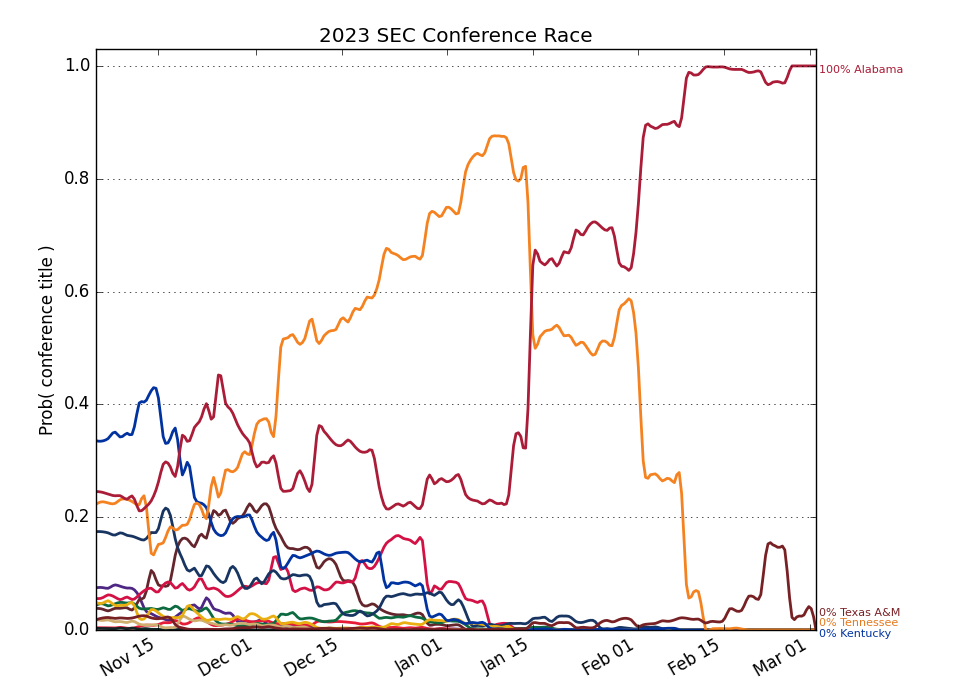 2023 SEC Conference Race
Prob( conference title )
1.0
0.8
0.6
0.4
0.2
0.0
100% Alabama
0% Texas A&M
0% Tennessee
0% Kentucky
Nov 15
Dec 01
Dec 15
Jan 01
Jan 15
Feb 01
Feb 15
Mar 01